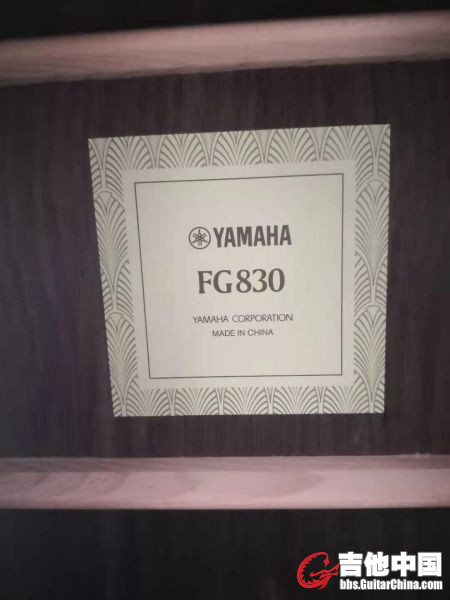 YAMAHA
FG830
YAMAHA CORPORATION
MADE IN CHINA
吉他中国
bbs.GuitarChina.com